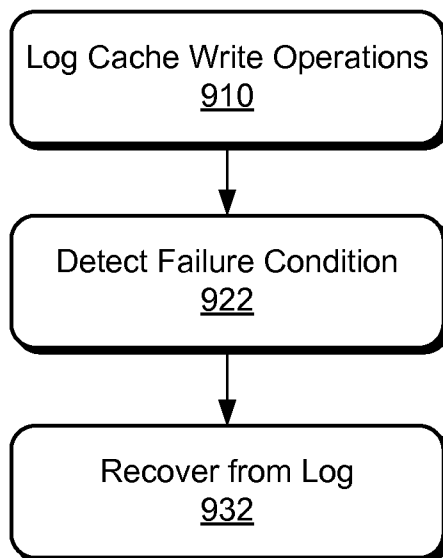 Log Cache Write Operations
910
Detect Failure Condition
922
Recover from Log
932